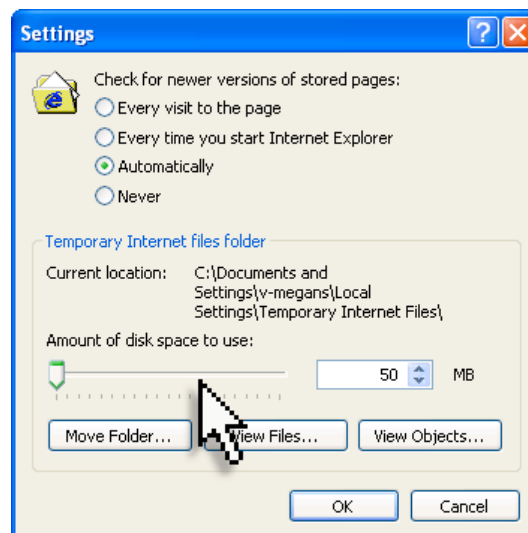 Settings
Check for newer versions of stored pages:
Every visit to the page
Every time you start Internet Explorer
Automatically
Never
Temporary Internet files folder
Current location: C:\Documents and
Settings\v-megans\Local
Settings\Temporary Internet Files\
Amount of disk space to use:
50 MB
Move Folder... View Files... View Objects...
OK Cancel